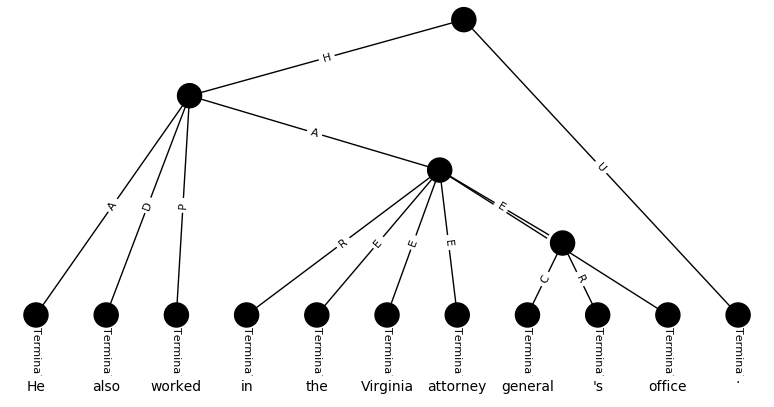 H
A
U
A
D
P
R
E
E
E
E
C
R
Termina Termina Termina Termina Termina Termina Termina Termina Termina Termina Termina
He also worked in the Virginia attorney general 's office .